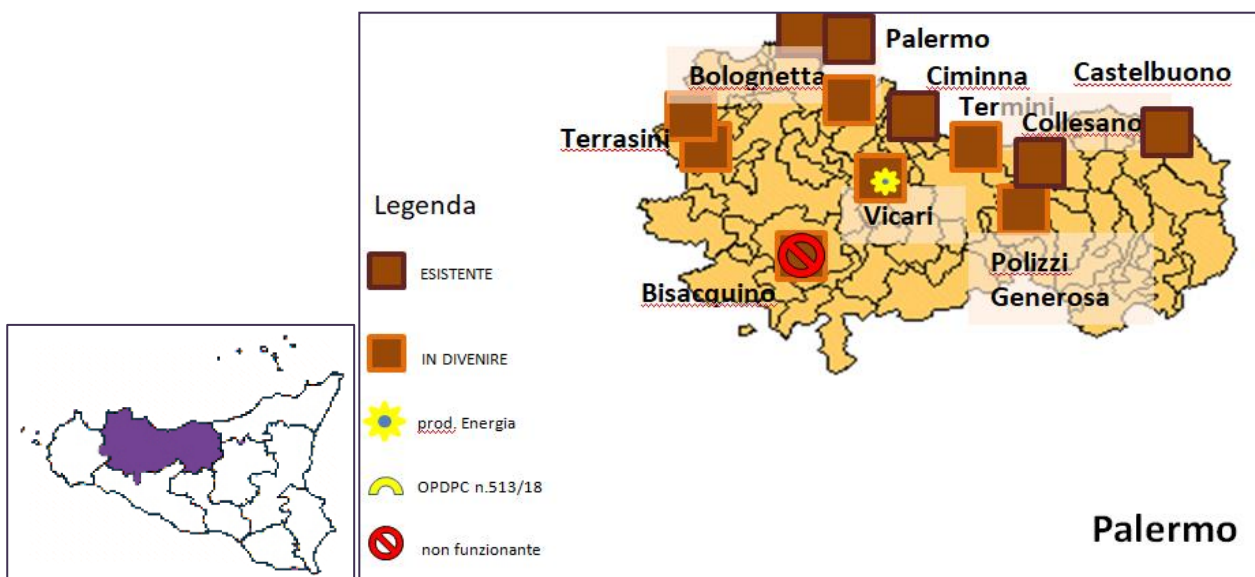 Palermo
Bolognetta
Ciminna
Castelbuono
Termini
Collesano
Terrasini
Vicari
Legenda
ESISTENTE
Polizzi
Generosa
Bisacquino
IN DIVENIRE
prod. Energia
OPDPC n.513/18
non funzionante
Palermo